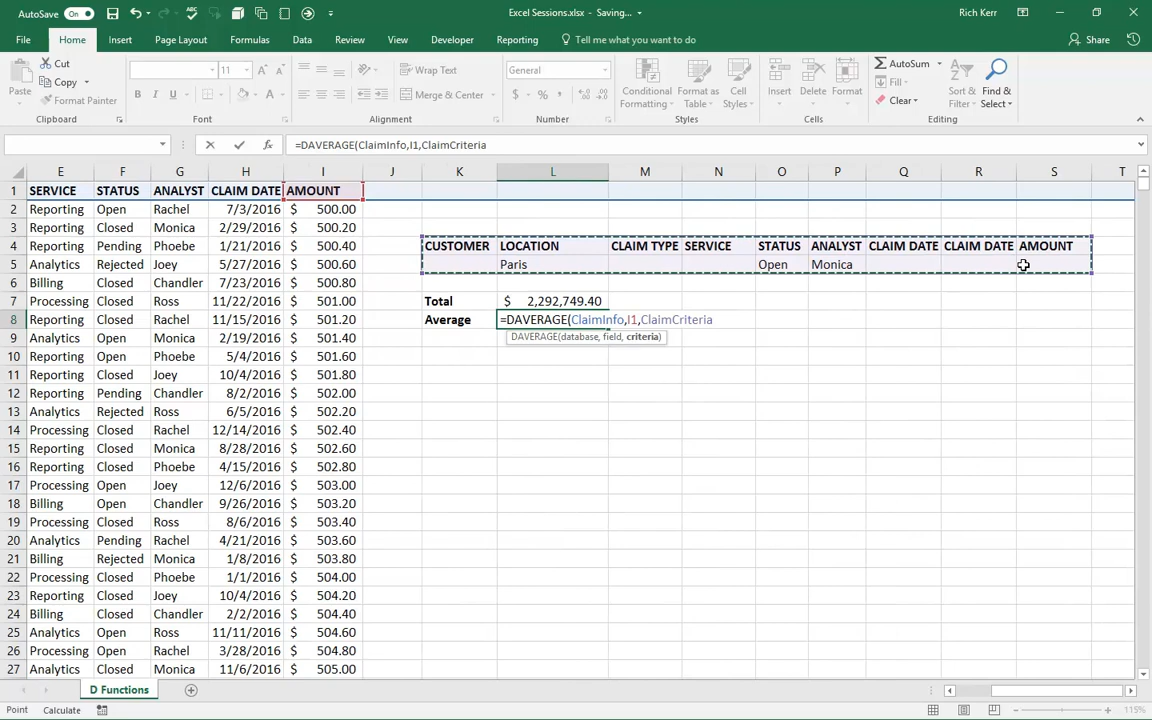 AutoSave On Excel Sessions.xlsx - Saving... Rich Kerr
File Home Insert Page Layout Formulas Data Review View Developer Reporting Tell me what you want to do Share
Paste Cut Copy Format Painter Clipboard
11 Font
Wrap Text Merge & Center Alignment
General Number
Conditional Formatting Format as Table Cell Styles Styles
Insert Delete Format Cells
AutoSum Fill Clear Sort & Filter Find & Select Editing
=DAVERAGE(ClaimInfo,I1,ClaimCriteria
E F G H I J K L M N O P Q R S T
1 SERVICE STATUS ANALYST CLAIM DATE AMOUNT
2 Reporting Open Rachel 7/3/2016 $ 500.00
3 Reporting Closed Monica 2/29/2016 $ 500.20
4 Reporting Pending Phoebe 1/21/2016 $ 500.40 CUSTOMER LOCATION CLAIM TYPE SERVICE STATUS ANALYST CLAIM DATE CLAIM DATE AMOUNT
5 Analytics Rejected Joey 5/27/2016 $ 500.60 Paris Open Monica
6 Billing Closed Chandler 7/23/2016 $ 500.80
7 Processing Closed Ross 11/22/2016 $ 501.00 Total $ 2,292,749.40
8 Reporting Closed Rachel 11/15/2016 $ 501.20 Average =DAVERAGE(ClaimInfo,I1,ClaimCriteria
9 Analytics Open Monica 2/19/2016 $ 501.40 DAVERAGE(database, field, criteria)
10 Reporting Open Phoebe 5/4/2016 $ 501.60
11 Reporting Closed Joey 10/4/2016 $ 501.80
12 Reporting Pending Chandler 8/2/2016 $ 502.00
13 Analytics Rejected Ross 6/5/2016 $ 502.20
14 Processing Closed Rachel 12/14/2016 $ 502.40
15 Reporting Closed Monica 8/28/2016 $ 502.60
16 Reporting Closed Phoebe 4/15/2016 $ 502.80
17 Processing Open Joey 12/6/2016 $ 503.00
18 Billing Open Chandler 9/26/2016 $ 503.20
19 Processing Closed Ross 8/6/2016 $ 503.40
20 Analytics Pending Rachel 4/21/2016 $ 503.60
21 Billing Rejected Monica 1/8/2016 $ 503.80
22 Processing Closed Phoebe 1/1/2016 $ 504.00
23 Reporting Closed Joey 10/4/2016 $ 504.20
24 Billing Closed Chandler 2/2/2016 $ 504.40
25 Analytics Open Ross 11/11/2016 $ 504.60
26 Processing Open Rachel 3/28/2016 $ 504.80
27 Analytics Closed Monica 11/6/2016 $ 505.00
D Functions
Point Calculate 115%